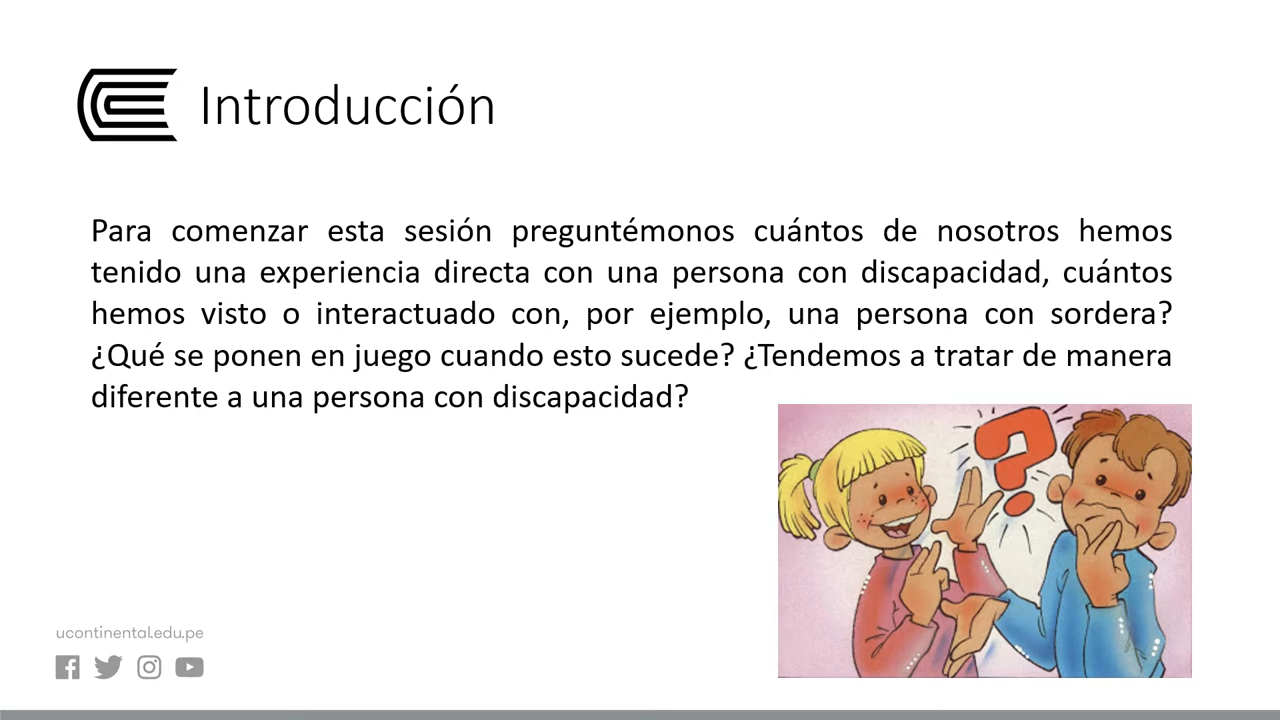 Introducción
Para comenzar esta sesión preguntémonos cuántos de nosotros hemos
tenido una experiencia directa con una persona con discapacidad, cuántos
hemos visto o interactuado con, por ejemplo, una persona con sordera?
¿Qué se ponen en juego cuando esto sucede? ¿Tendemos a tratar de manera
diferente a una persona con discapacidad?
?
ucontinental.edu.pe